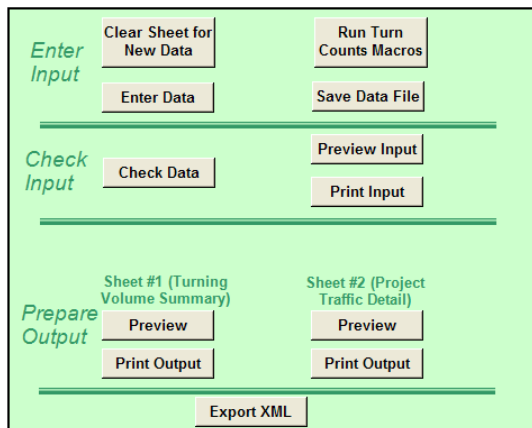 Enter
Input
Clear Sheet for
New Data
Run Turn
Counts Macros
Enter Data
Save Data File
Check
Input
Check Data
Preview Input
Print Input
Prepare
Output
Sheet #1 (Turning
Volume Summary)
Sheet #2 (Project
Traffic Detail)
Preview
Preview
Print Output
Print Output
Export XML